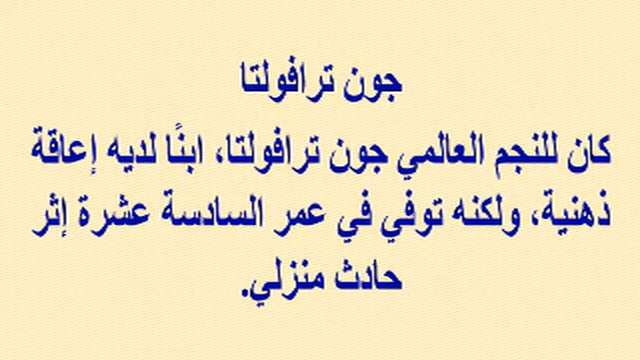 جون ترافولتا
كان للنجم العالمي جون ترافولتا، ابنًا لديه إعاقة
ذهنية، ولكنه توفي في عمر السادسة عشرة إثر
حادث منزلي.